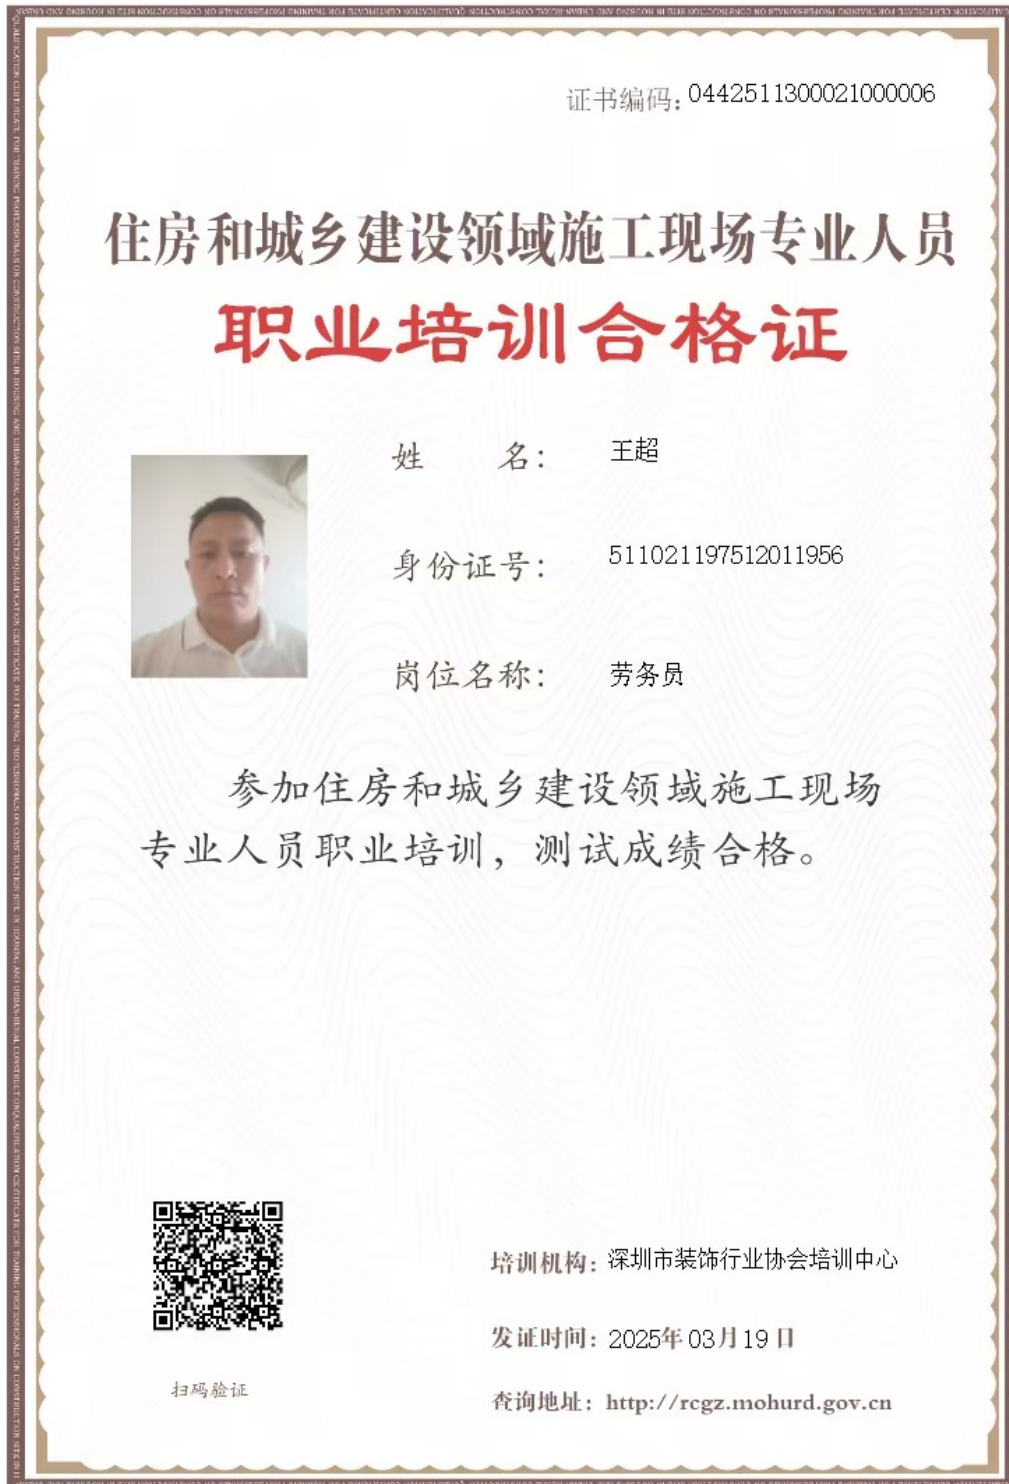 证书编码：0442511300021000006
住房和城乡建设领域施工现场专业人员
职业培训合格证
姓名：王超
身份证号：511021197512011956
岗位名称：劳务员
参加住房和城乡建设领域施工现场
专业人员职业培训，测试成绩合格。
培训机构：深圳市装饰行业协会培训中心
发证时间：2025年03月19日
扫码验证
查询地址：http://rcgz.mohurd.gov.cn